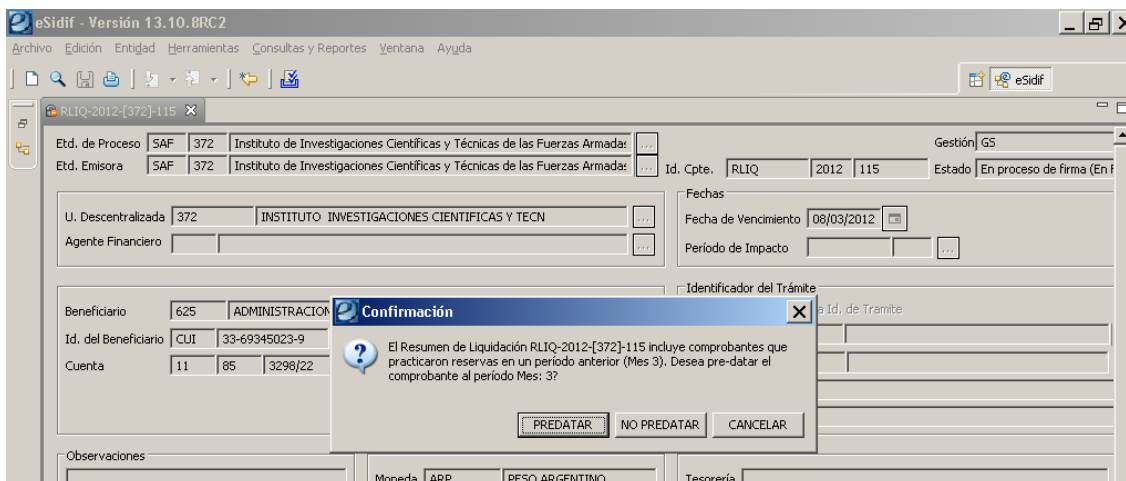 eSidif - Versión 13.10.8RC2
Archivo Edición Entidad Herramientas Consultas y Reportes Ventana Ayuda
eSidif
RLIQ-2012-[372]-115
Etd. de Proceso SAF 372 Instituto de Investigaciones Científicas y Técnicas de las Fuerzas Armadas ... Gestión GS
Etd. Emisora SAF 372 Instituto de Investigaciones Científicas y Técnicas de las Fuerzas Armadas ... Id. Cpte. RLIQ 2012 115 Estado En proceso de firma (En
Fechas
U. Descentralizada 372 INSTITUTO INVESTIGACIONES CIENTIFICAS Y TECN ... Fecha de Vencimiento 08/03/2012
Agente Financiero ... Período de Impacto ...
Identificador del Trámite
Beneficiario 625 ADMINISTRACION
a Id. de Tramite
Id. del Beneficiario CUI 33-69345023-9
Cuenta 11 85 3298/22
Confirmación
El Resumen de Liquidación RLIQ-2012-[372]-115 incluye comprobantes que
practicaron reservas en un período anterior (Mes 3). Desea pre-datar el
comprobante al período Mes: 3?
PREDATAR NO PREDATAR CANCELAR
Observaciones
Moneda ARP PESO ARGENTINO Tesorería